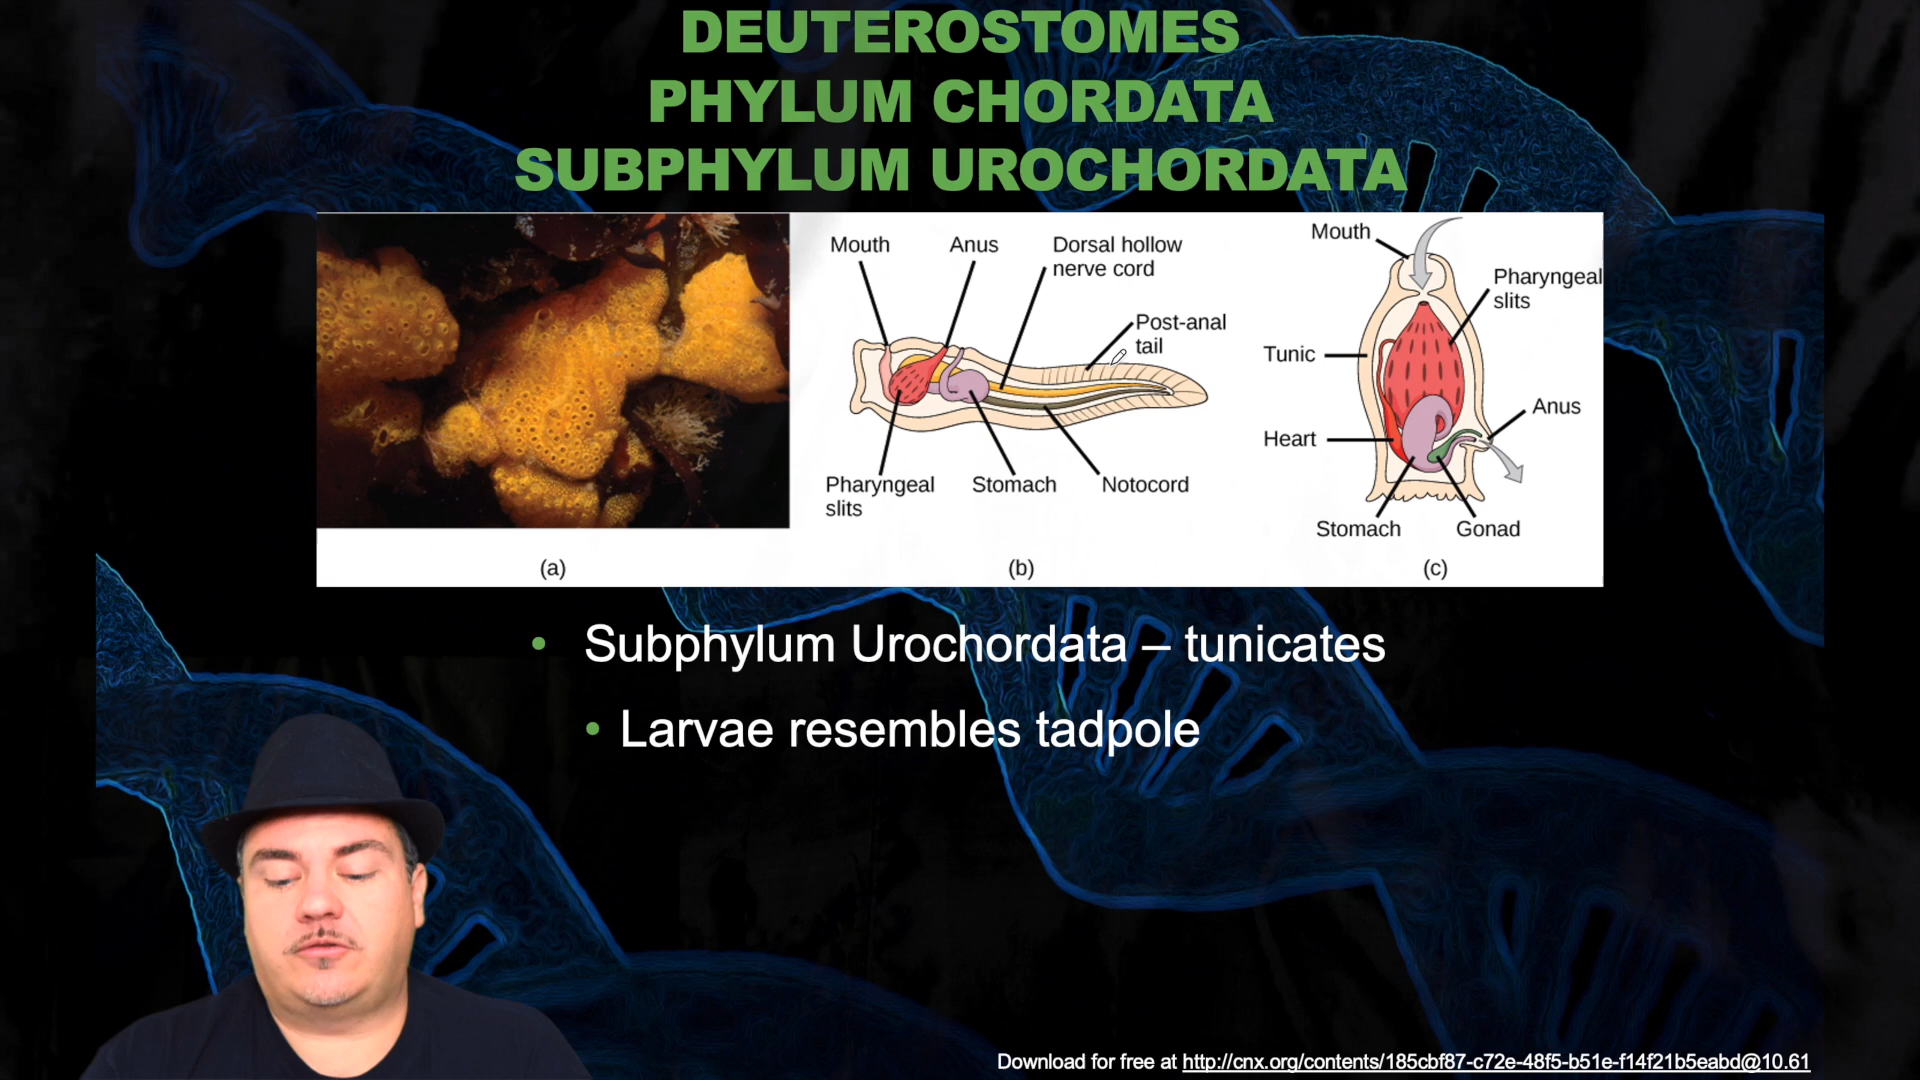 DEUTEROSTOMES
PHYLUM CHORDATA
SUBPHYLUM UROCHORDATA
Mouth
Anus
Dorsal hollow
nerve cord
Post-anal
tail
Pharyngeal
slits
Stomach
Notocord
Mouth
Pharyngeal
slits
Tunic
Anus
Heart
Stomach
Gonad
(a)
(b)
(c)
• Subphylum Urochordata – tunicates
• Larvae resembles tadpole
Download for free at http://cnx.org/contents/185cbf87-c72e-48f5-b51e-f14f21b5eabd@10.61